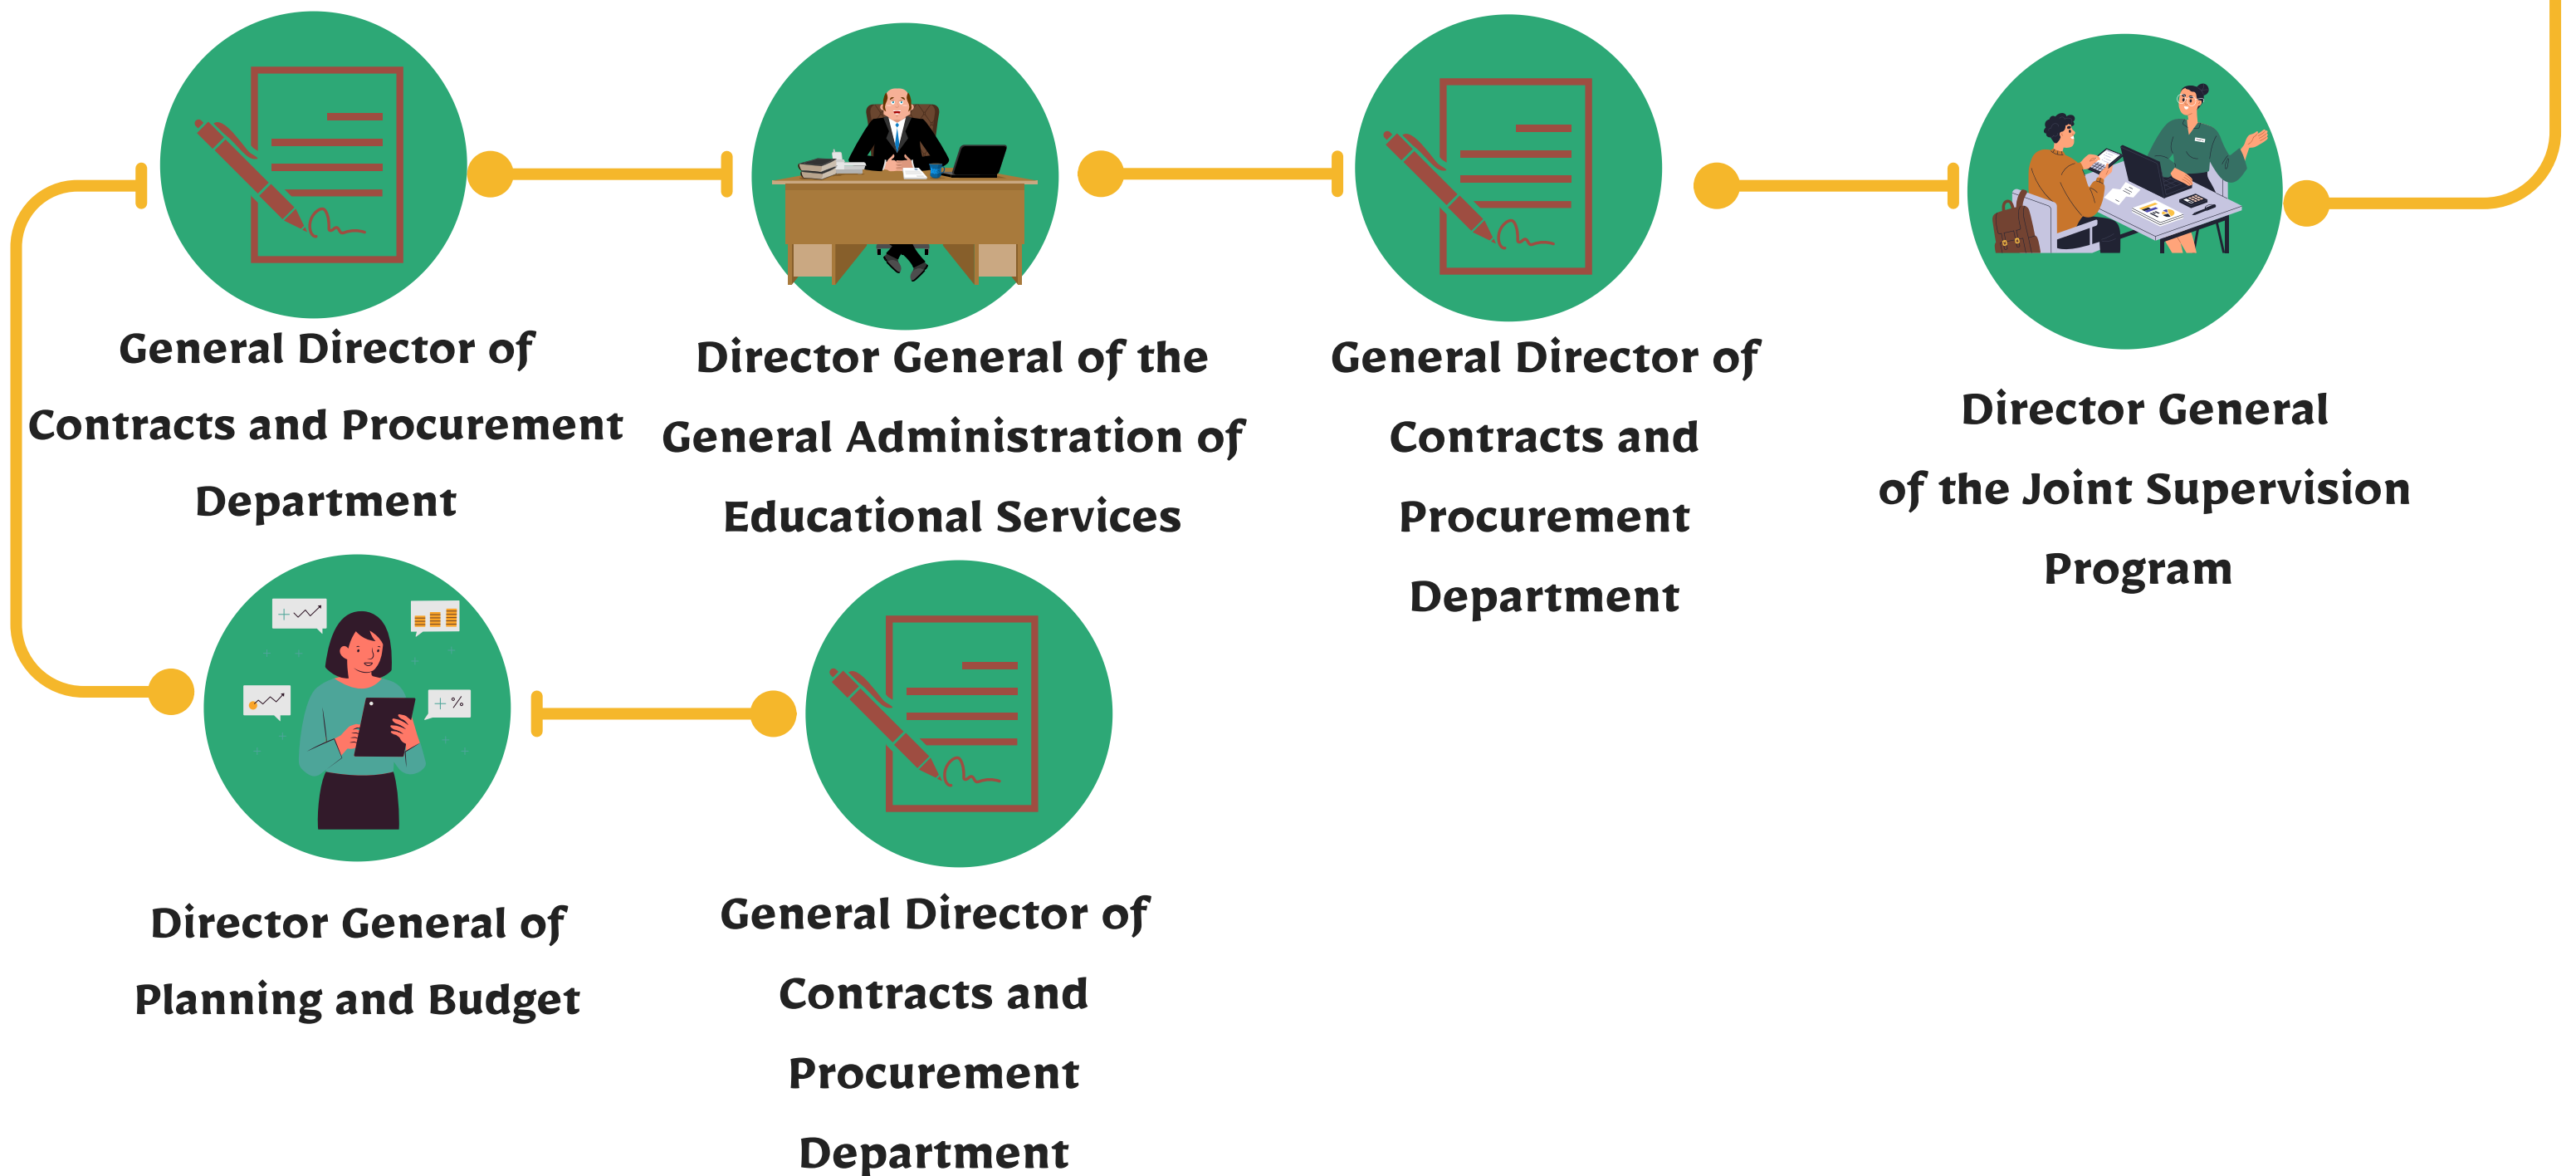 General Director of
Contracts and Procurement
Department
Director General of the
General Administration of
Educational Services
General Director of
Contracts and
Procurement
Department
Director General
of the Joint Supervision
Program
Director General of
Planning and Budget
General Director of
Contracts and
Procurement
Department